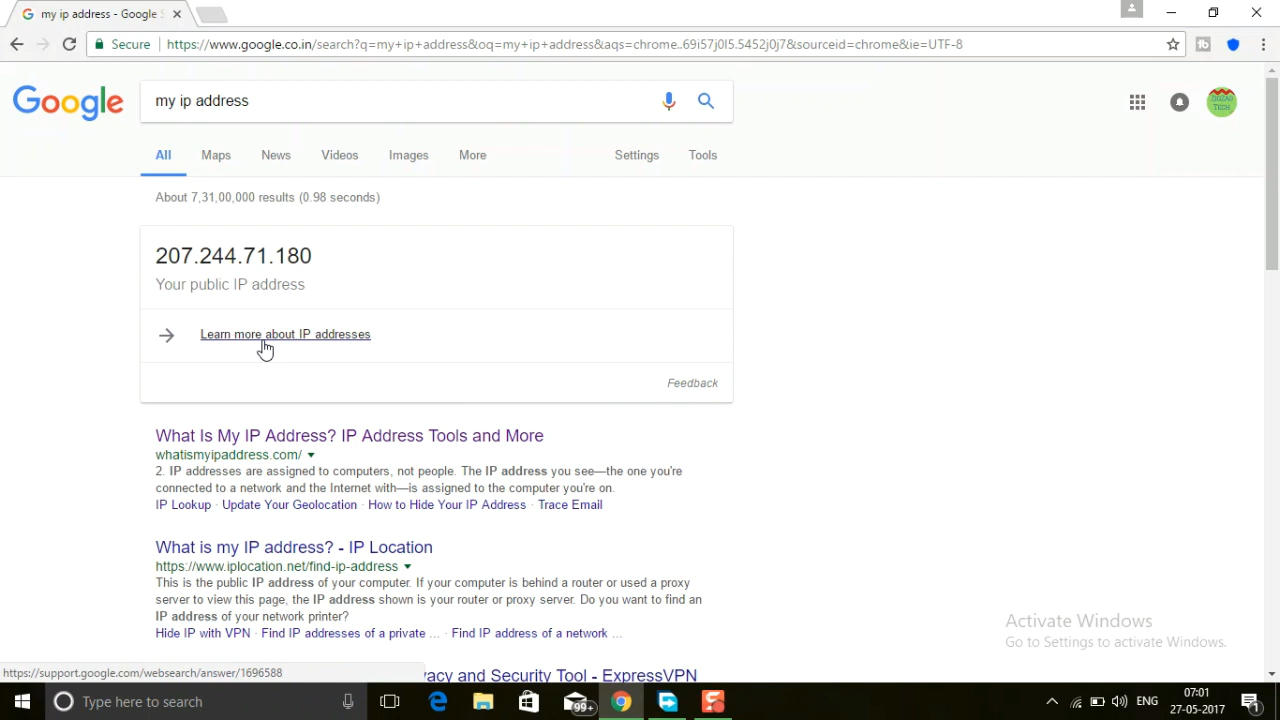 my ip address - Google S
Secure
https://www.google.co.in/search?q=my+ip+address&oq=my+ip+address&aqs=chrome..69i57j0l5.5452j0j7&sourceid=chrome&ie=UTF-8
Google
my ip address
DIGZAO TECH
All Maps News Videos Images More Settings Tools
About 7,31,00,000 results (0.98 seconds)
207.244.71.180
Your public IP address
Learn more about IP addresses
Feedback
What Is My IP Address? IP Address Tools and More
whatismyipaddress.com/
2. IP addresses are assigned to computers, not people. The IP address you see—the one you're
connected to a network and the Internet with—is assigned to the computer you're on.
IP Lookup · Update Your Geolocation · How to Hide Your IP Address · Trace Email
What is my IP address? - IP Location
https://www.iplocation.net/find-ip-address
This is the public IP address of your computer. If your computer is behind a router or used a proxy
server to view this page, the IP address shown is your router or proxy server. Do you want to find an
IP address of your network printer?
Hide IP with VPN · Find IP addresses of a private ... · Find IP address of a network ...
Activate Windows
Go to Settings to activate Windows.
https://support.google.com/websearch/answer/1696588
vacy and Security Tool - ExpressVPN
Type here to search
99+
ENG
07:01
27-05-2017
1